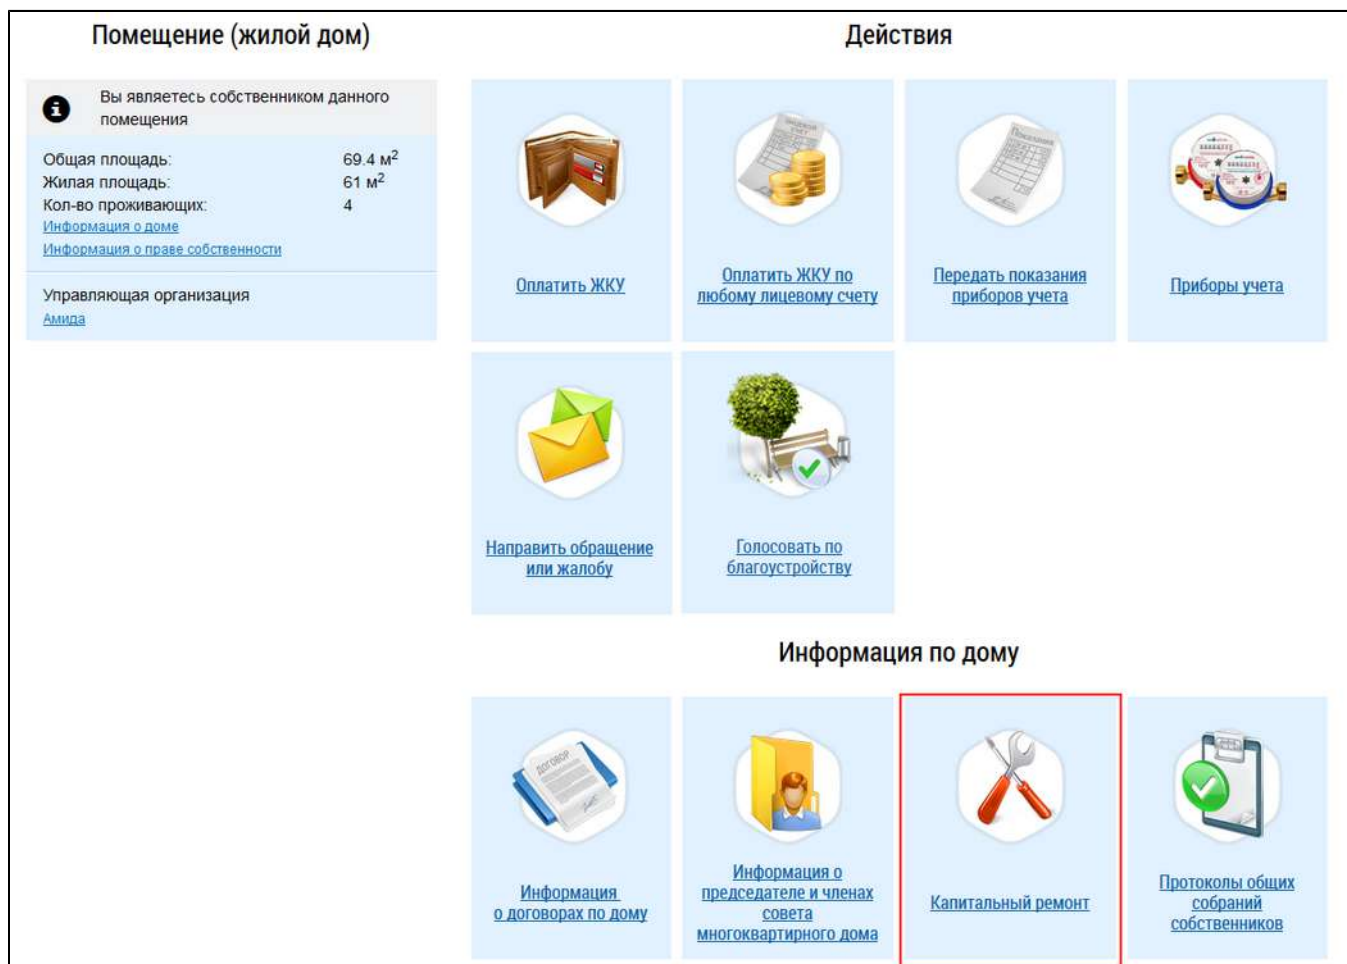 Помещение (жилой дом)
Действия
Вы являетесь собственником данного
помещения
Общая площадь: 69.4 м²
Жилая площадь: 61 м²
Кол-во проживающих: 4
Информация о доме
Информация о праве собственности
Управляющая организация
Амида
Оплатить ЖКУ
Оплатить ЖКУ по
любому лицевому счету
Передать показания
приборов учета
Приборы учета
Направить обращение
или жалобу
Голосовать по
благоустройству
Информация по дому
ДОГОВОР
Информация
о договорах по дому
Информация о
председателе и членах
совета
многоквартирного дома
Капитальный ремонт
Протоколы общих
собраний
собственников